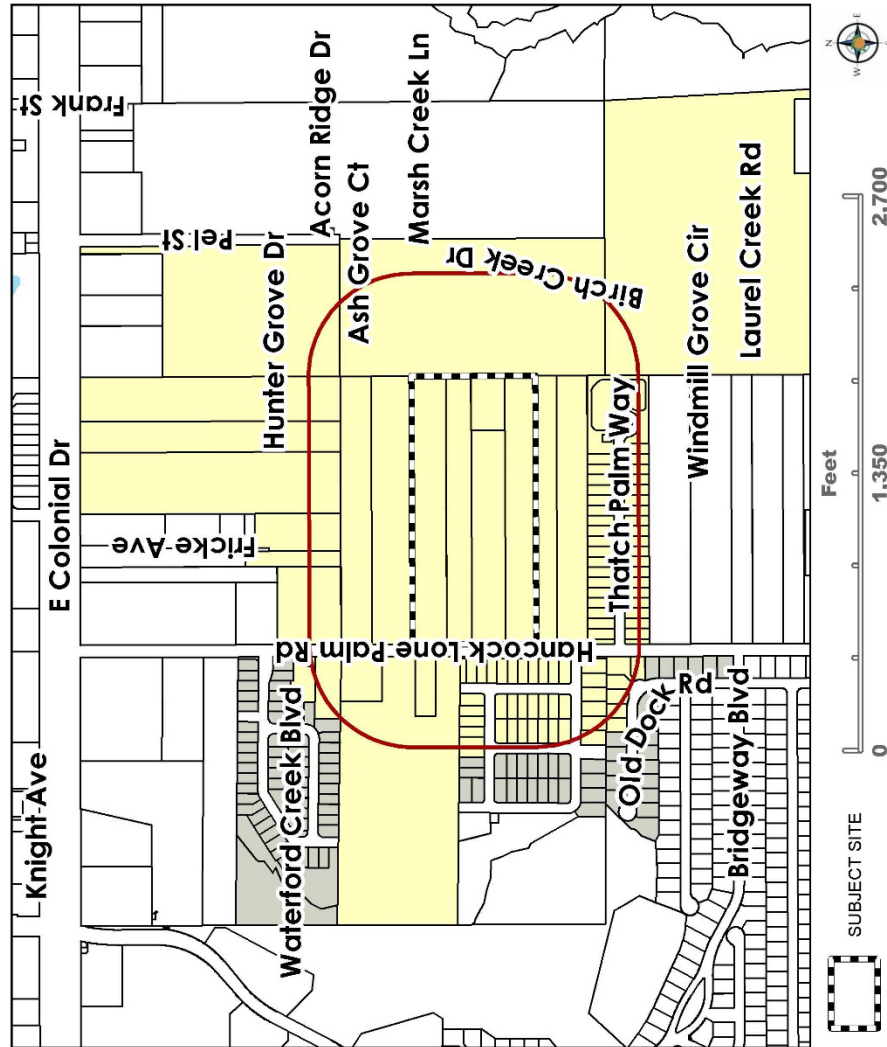 Knight Ave
E Colonial Dr
Frank St
Pel St
Fricke Ave
Hunter Grove Dr
Acorn Ridge Dr
Waterford Creek Blvd
Ash Grove Ct
Hancock Lone Palm Rd
Marsh Creek Ln
Birch Creek Dr
Thatch Palm Way
Old Dock Rd
Windmill Grove Cir
Bridgeway Blvd
Laurel Creek Rd
SUBJECT SITE
Feet
0 1.350 2.700
N
W E
S